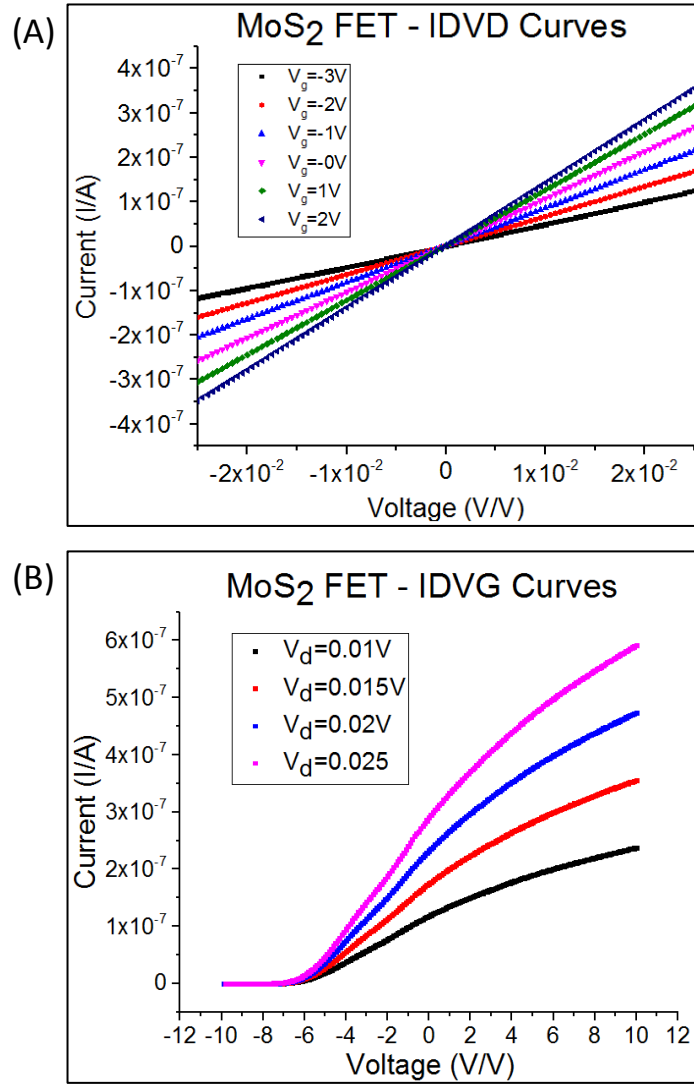 (A)
MoS2 FET - IDVD Curves
4x10-7
3x10-7
2x10-7
1x10-7
0
-1x10-7
-2x10-7
-3x10-7
-4x10-7
Current (I/A)
Vg=-3V
Vg=-2V
Vg=-1V
Vg=-0V
Vg=1V
Vg=2V
-2x10-2 -1x10-2 0 1x10-2 2x10-2
Voltage (V/V)
(B)
MoS2 FET - IDVG Curves
6x10-7
5x10-7
4x10-7
3x10-7
2x10-7
1x10-7
0
Current (I/A)
Vd=0.01V
Vd=0.015V
Vd=0.02V
Vd=0.025
-12 -10 -8 -6 -4 -2 0 2 4 6 8 10 12
Voltage (V/V)